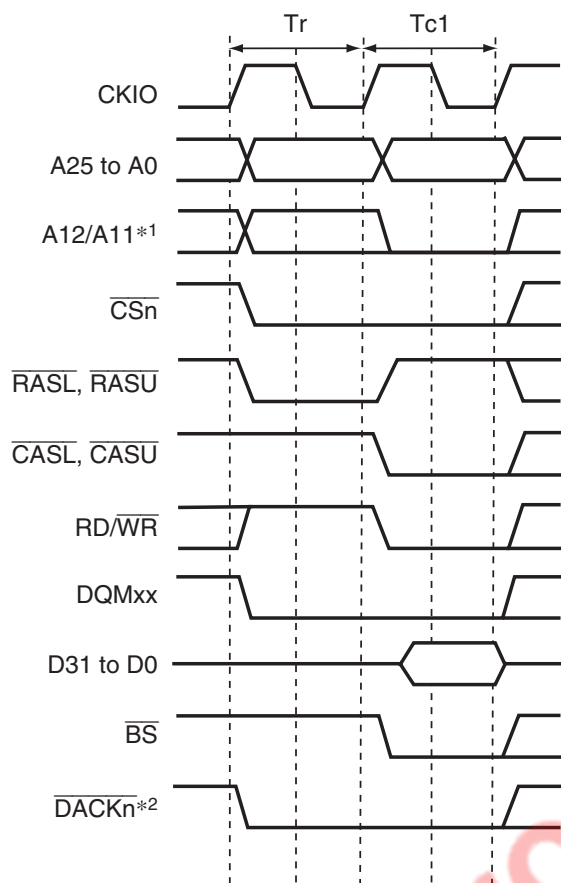 Tr Tc1
CKIO
A25 to A0
A12/A11*1
CSn
RASL, RASU
CASL, CASU
RD/WR
DQMxx
D31 to D0
BS
DACKn*2